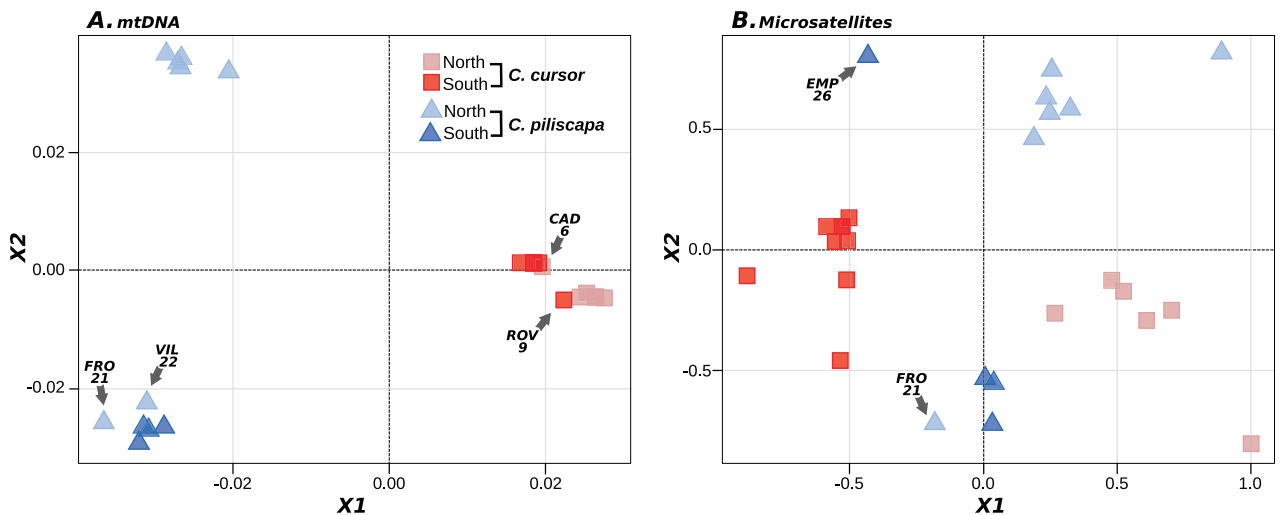 A. mtDNA
North
South
C. cursor
North
South
C. piliscapa
CAD
6
ROV
9
VIL
22
FRO
21
0.02
0.00
-0.02
X2
-0.02
0.00
0.02
X1
B. Microsatellites
EMP
26
FRO
21
0.5
0.0
-0.5
X2
-0.5
0.0
0.5
1.0
X1